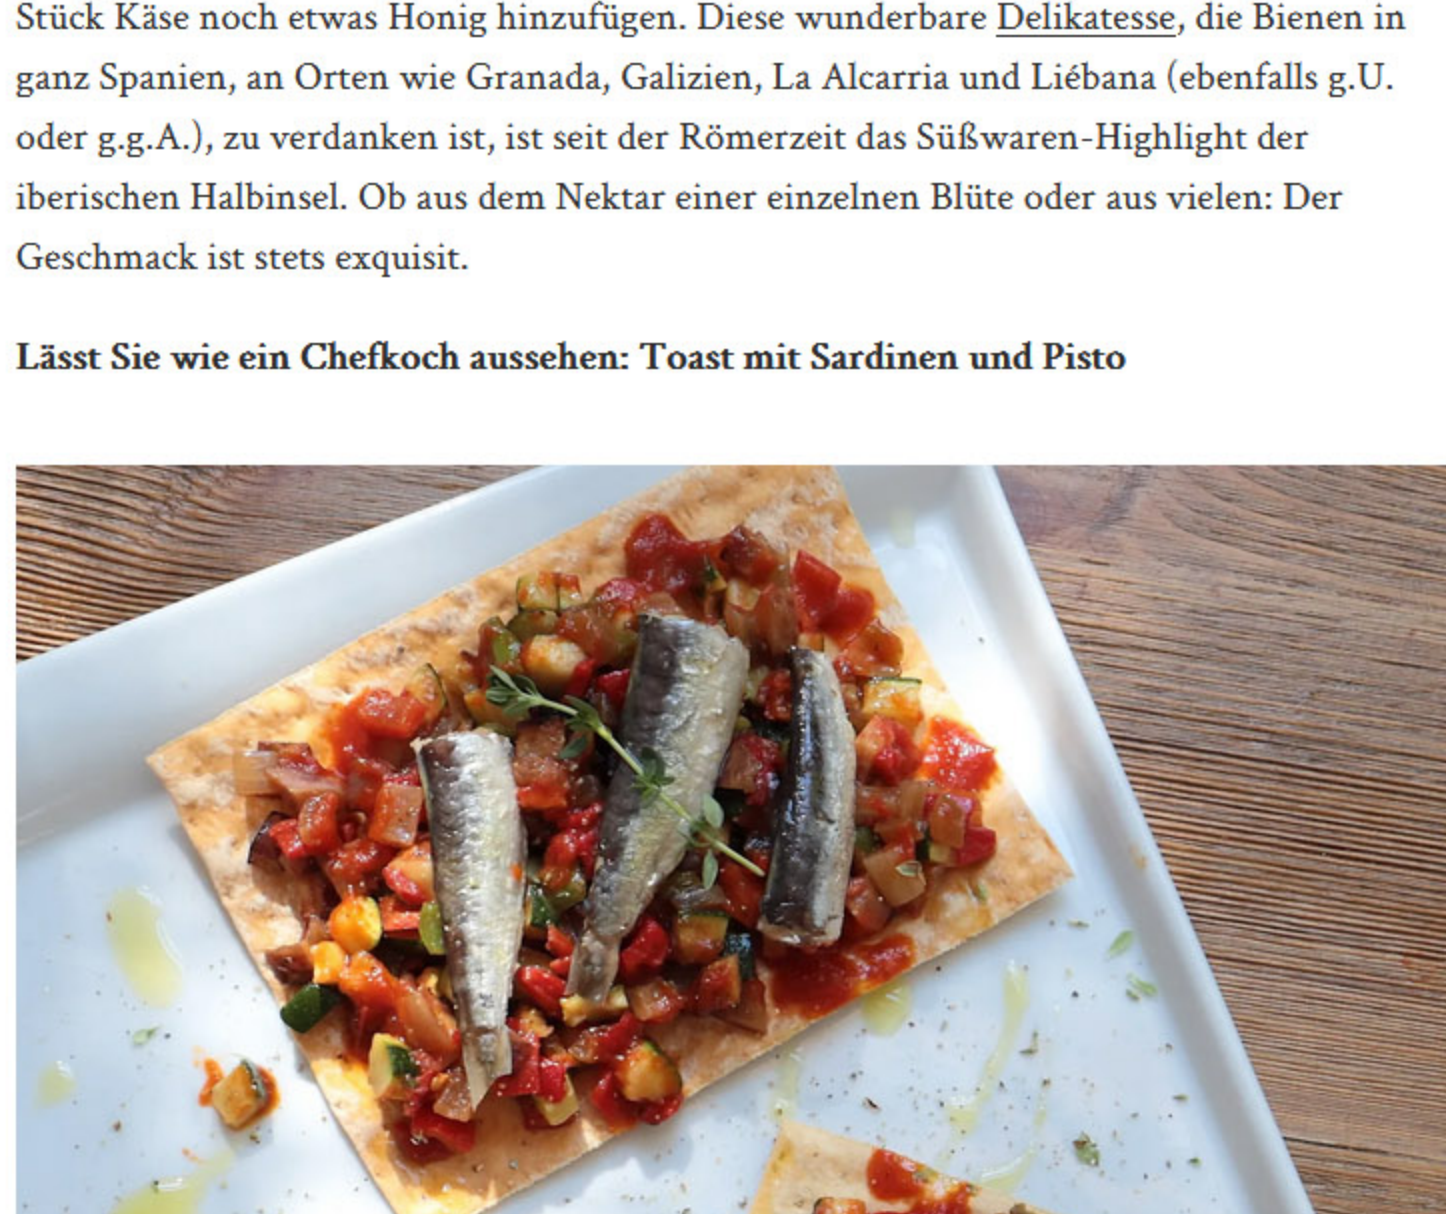 Stück Käse noch etwas Honig hinzufügen. Diese wunderbare Delikatesse, die Bienen in
ganz Spanien, an Orten wie Granada, Galizien, La Alcarria und Liébana (ebenfalls g.U.
oder g.g.A.), zu verdanken ist, ist seit der Römerzeit das Süßwaren-Highlight der
iberischen Halbinsel. Ob aus dem Nektar einer einzelnen Blüte oder aus vielen: Der
Geschmack ist stets exquisit.
Lässt Sie wie ein Chefkoch aussehen: Toast mit Sardinen und Pisto